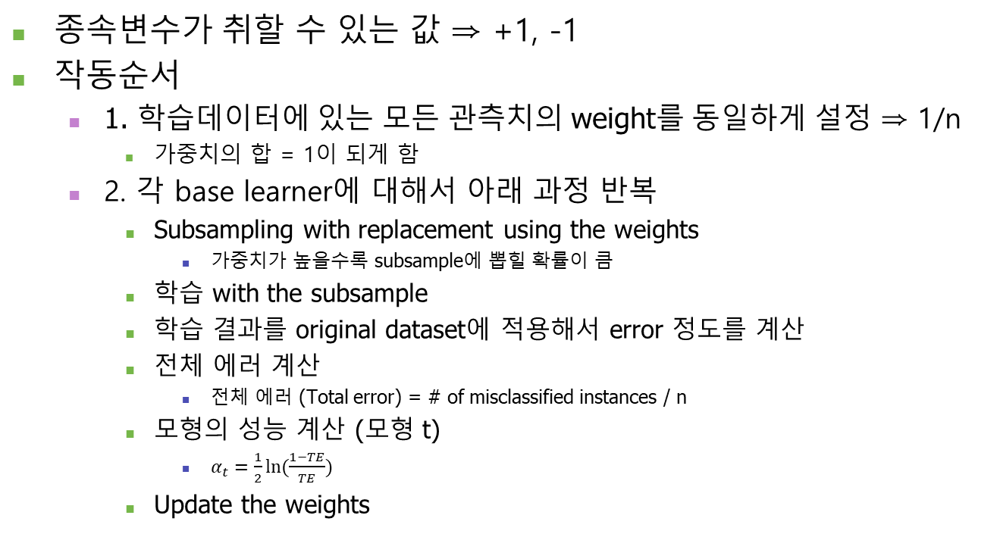 종속변수가 취할 수 있는 값 ⇒ +1, -1
작동순서
1. 학습데이터에 있는 모든 관측치의 weight를 동일하게 설정 ⇒ 1/n
가중치의 합 = 1이 되게 함
2. 각 base learner에 대해서 아래 과정 반복
Subsampling with replacement using the weights
가중치가 높을수록 subsample에 뽑힐 확률이 큼
학습 with the subsample
학습 결과를 original dataset에 적용해서 error 정도를 계산
전체 에러 계산
전체 에러 (Total error) = # of misclassified instances / n
모형의 성능 계산 (모형 t)
α_t = 1/2 ln(1−TE/TE)
Update the weights